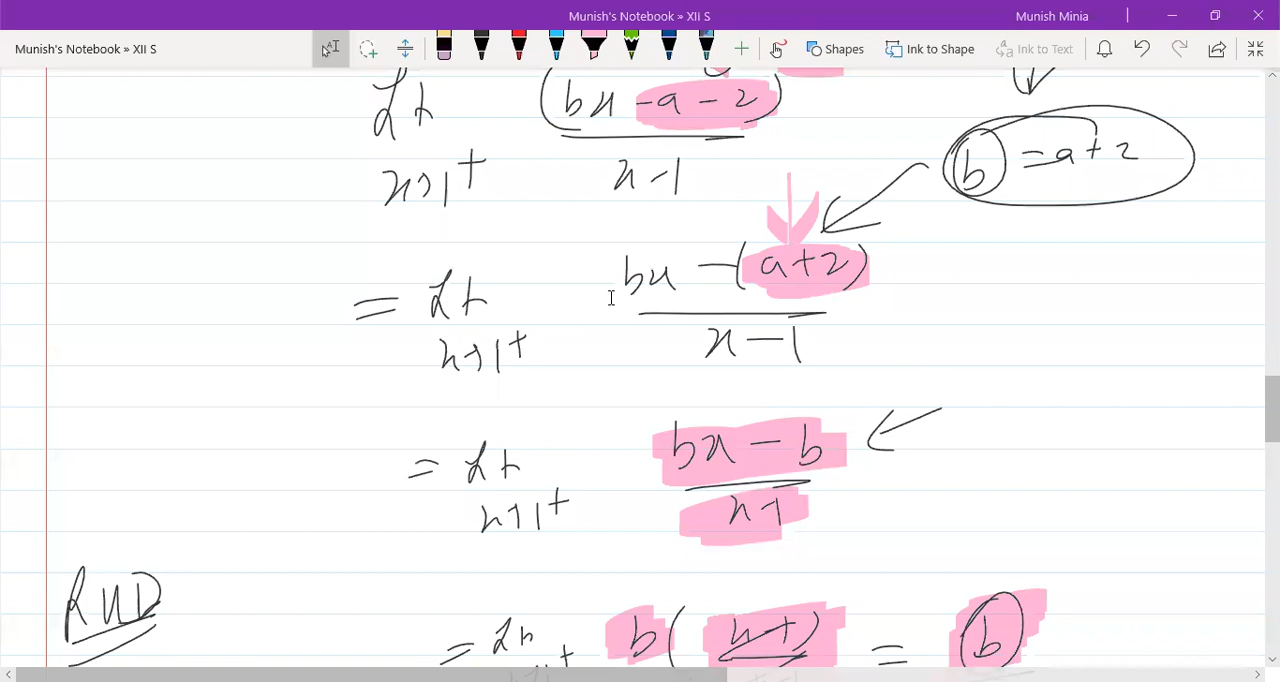 Munish's Notebook » XII S
Munish Minia
Munish's Notebook » XII S
Shapes
Ink to Shape
Ink to Text
Lt (bx - a - 2)
x→1+ x-1
b = a+2
= Lt bx - (a+2)
x→1+ x-1
= Lt bx - b
x→1+ x-1
RHD
= Lt b( x-1 ) = b